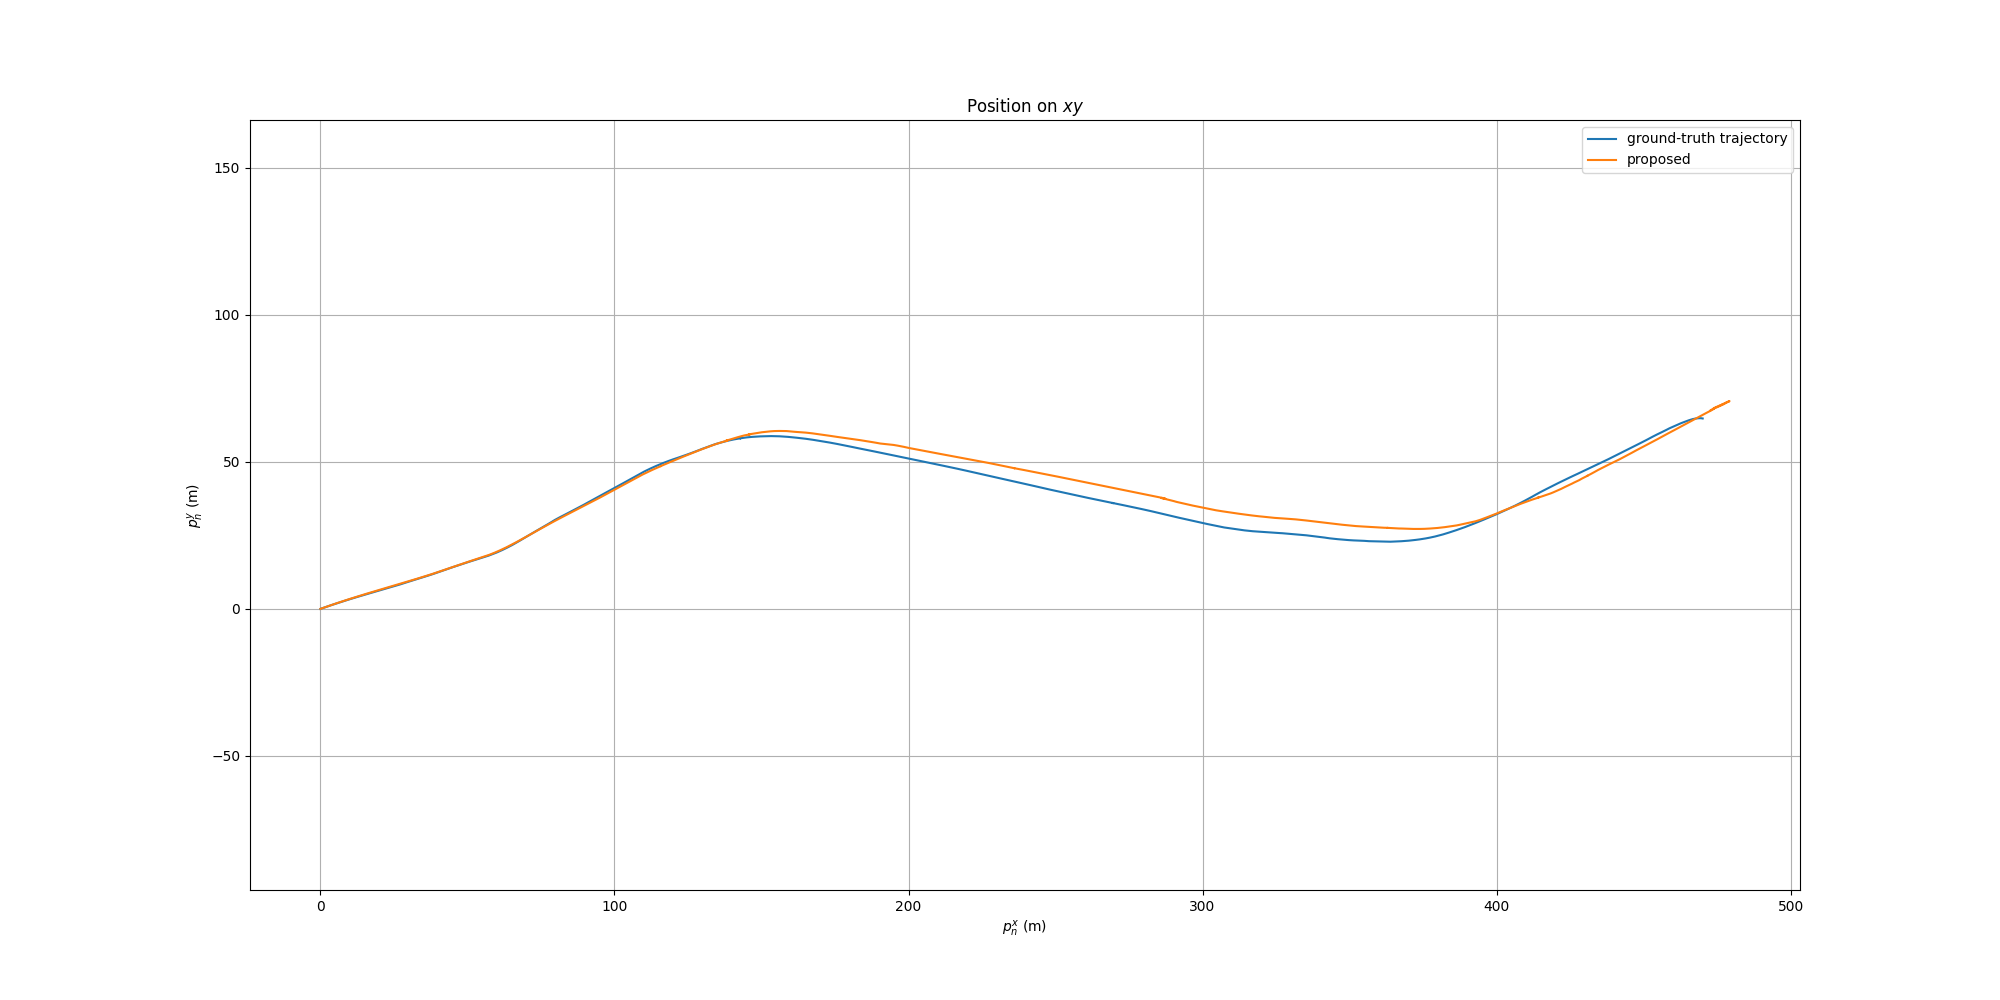 Position on xy
ground-truth trajectory
proposed
150
100
50
0
−50
p_n^y (m)
0 100 200 300 400 500
p_n^x (m)